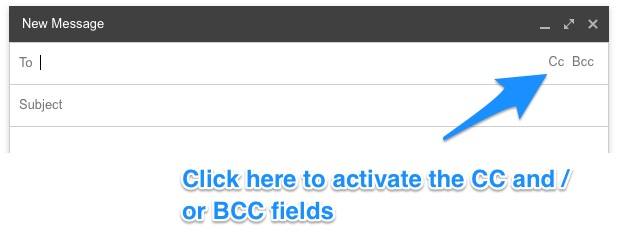 New Message
To Cc Bcc
Subject
Click here to activate the CC and /
or BCC fields